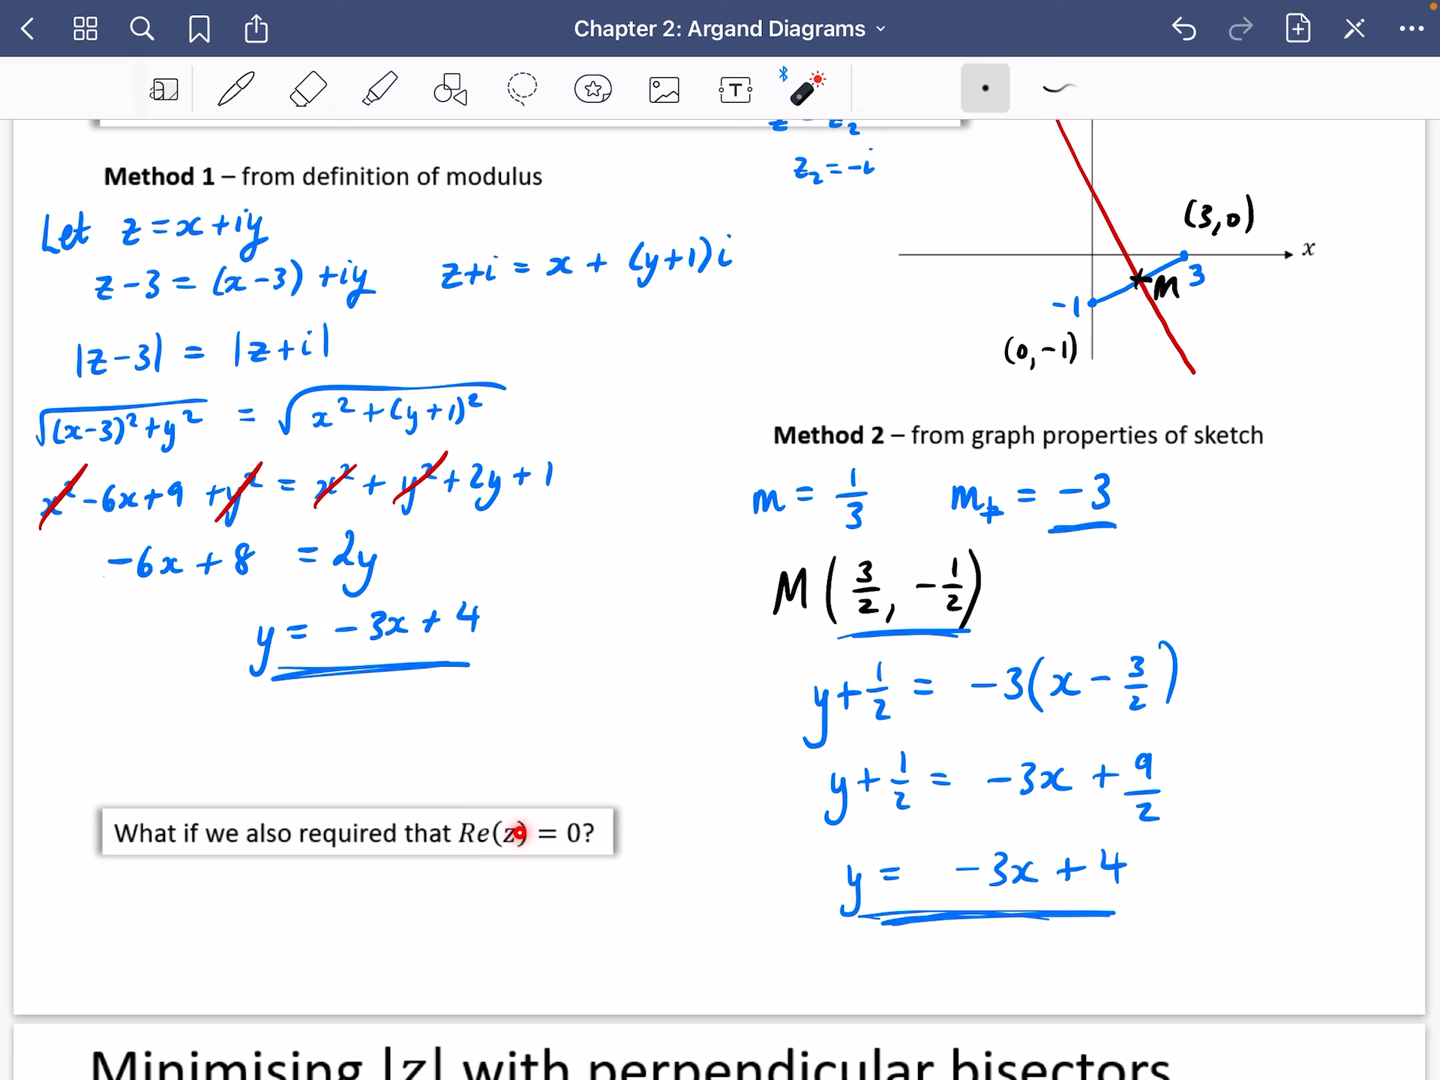 Chapter 2: Argand Diagrams
z₂ = -i
Method 1 – from definition of modulus
Let z = x + iy
z - 3 = (x - 3) + iy
z + i = x + (y + 1)i
|z - 3| = |z + i|
√((x - 3)² + y²) = √(x² + (y + 1)²)
x² - 6x + 9 + y² = x² + y² + 2y + 1
-6x + 8 = 2y
y = -3x + 4
What if we also required that Re(z) = 0?
(3, 0)
x
3
M
-1
(0, -1)
Method 2 – from graph properties of sketch
m = 1/3
m⊥ = -3
M (3/2, -1/2)
y + 1/2 = -3(x - 3/2)
y + 1/2 = -3x + 9/2
y = -3x + 4
Minimising |z| with perpendicular bisectors